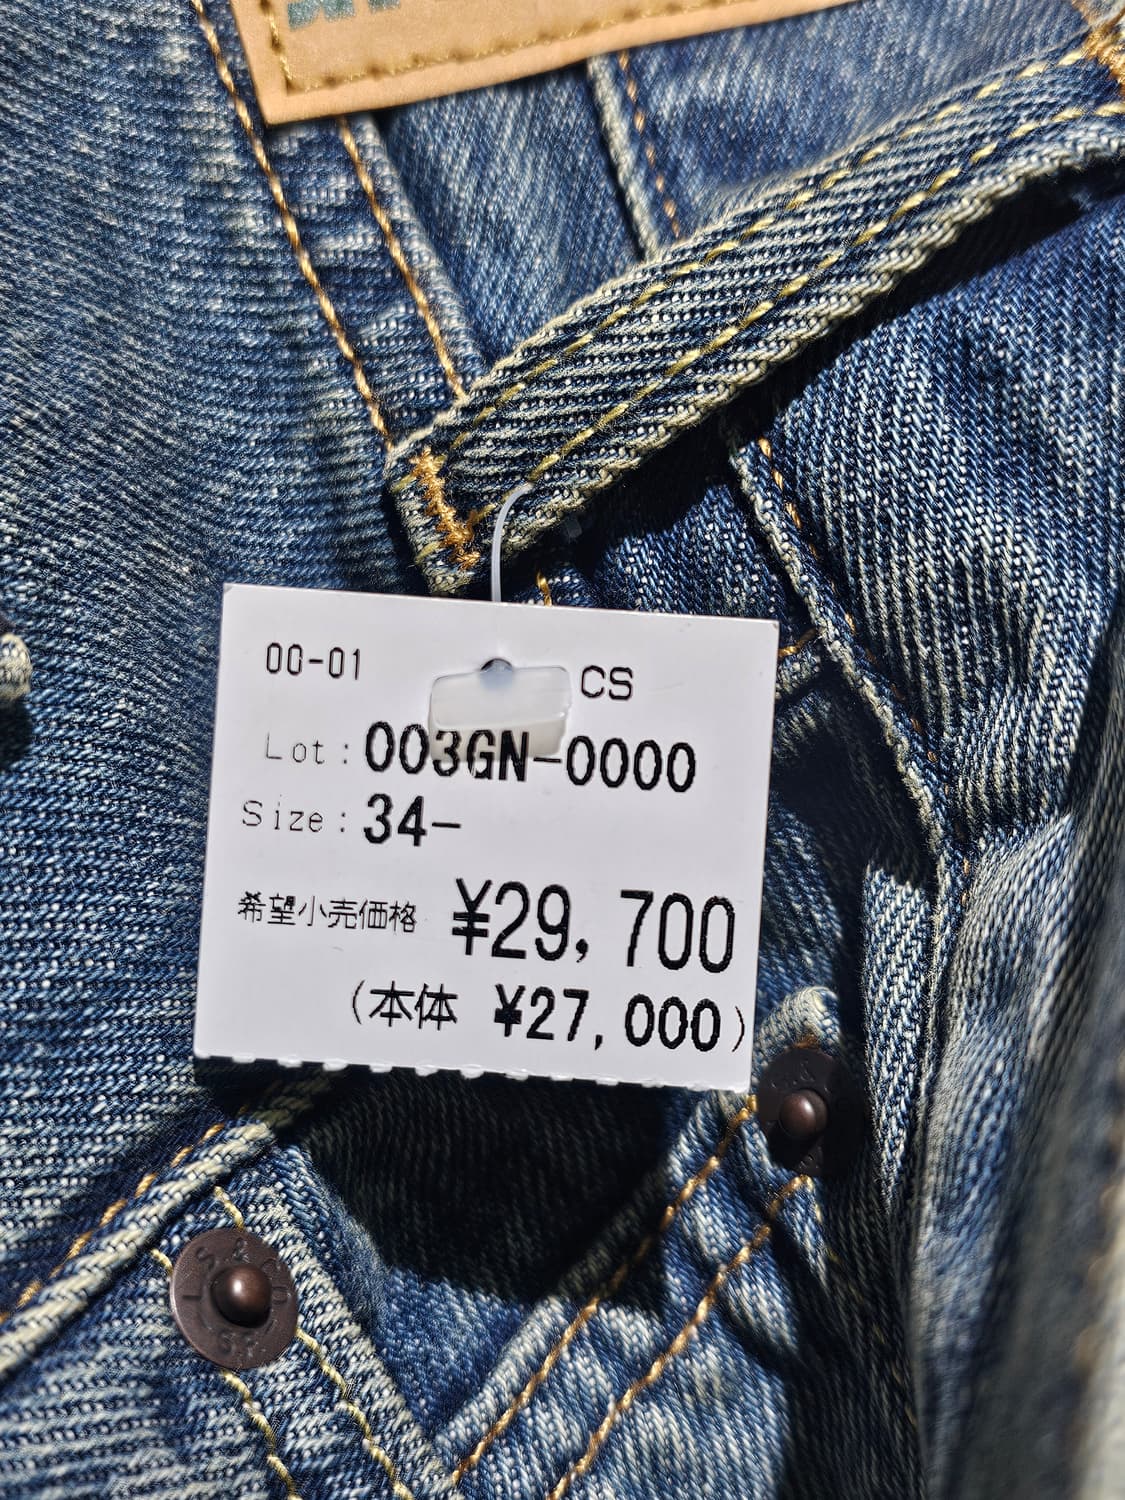 00-01
CS
Lot: 003GN-0000
Size: 34-
希望小売価格 ¥29,700
(本体 ¥27,000)
L S & CO
S.F.